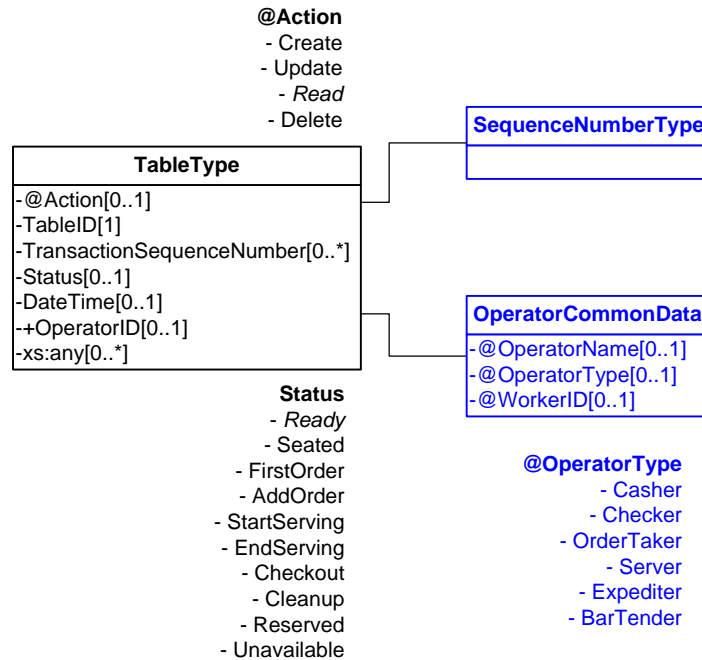 @Action
- Create
- Update
- Read
- Delete
SequenceNumberType
TableType
-@Action[0..1]
-TableID[1]
-TransactionSequenceNumber[0..*]
-Status[0..1]
-DateTime[0..1]
-+OperatorID[0..1]
-xs:any[0..*]
OperatorCommonData
-@OperatorName[0..1]
-@OperatorType[0..1]
-@WorkerID[0..1]
Status
- Ready
- Seated
- FirstOrder
- AddOrder
- StartServing
- EndServing
- Checkout
- Cleanup
- Reserved
- Unavailable
@OperatorType
- Casher
- Checker
- OrderTaker
- Server
- Expediter
- BarTender